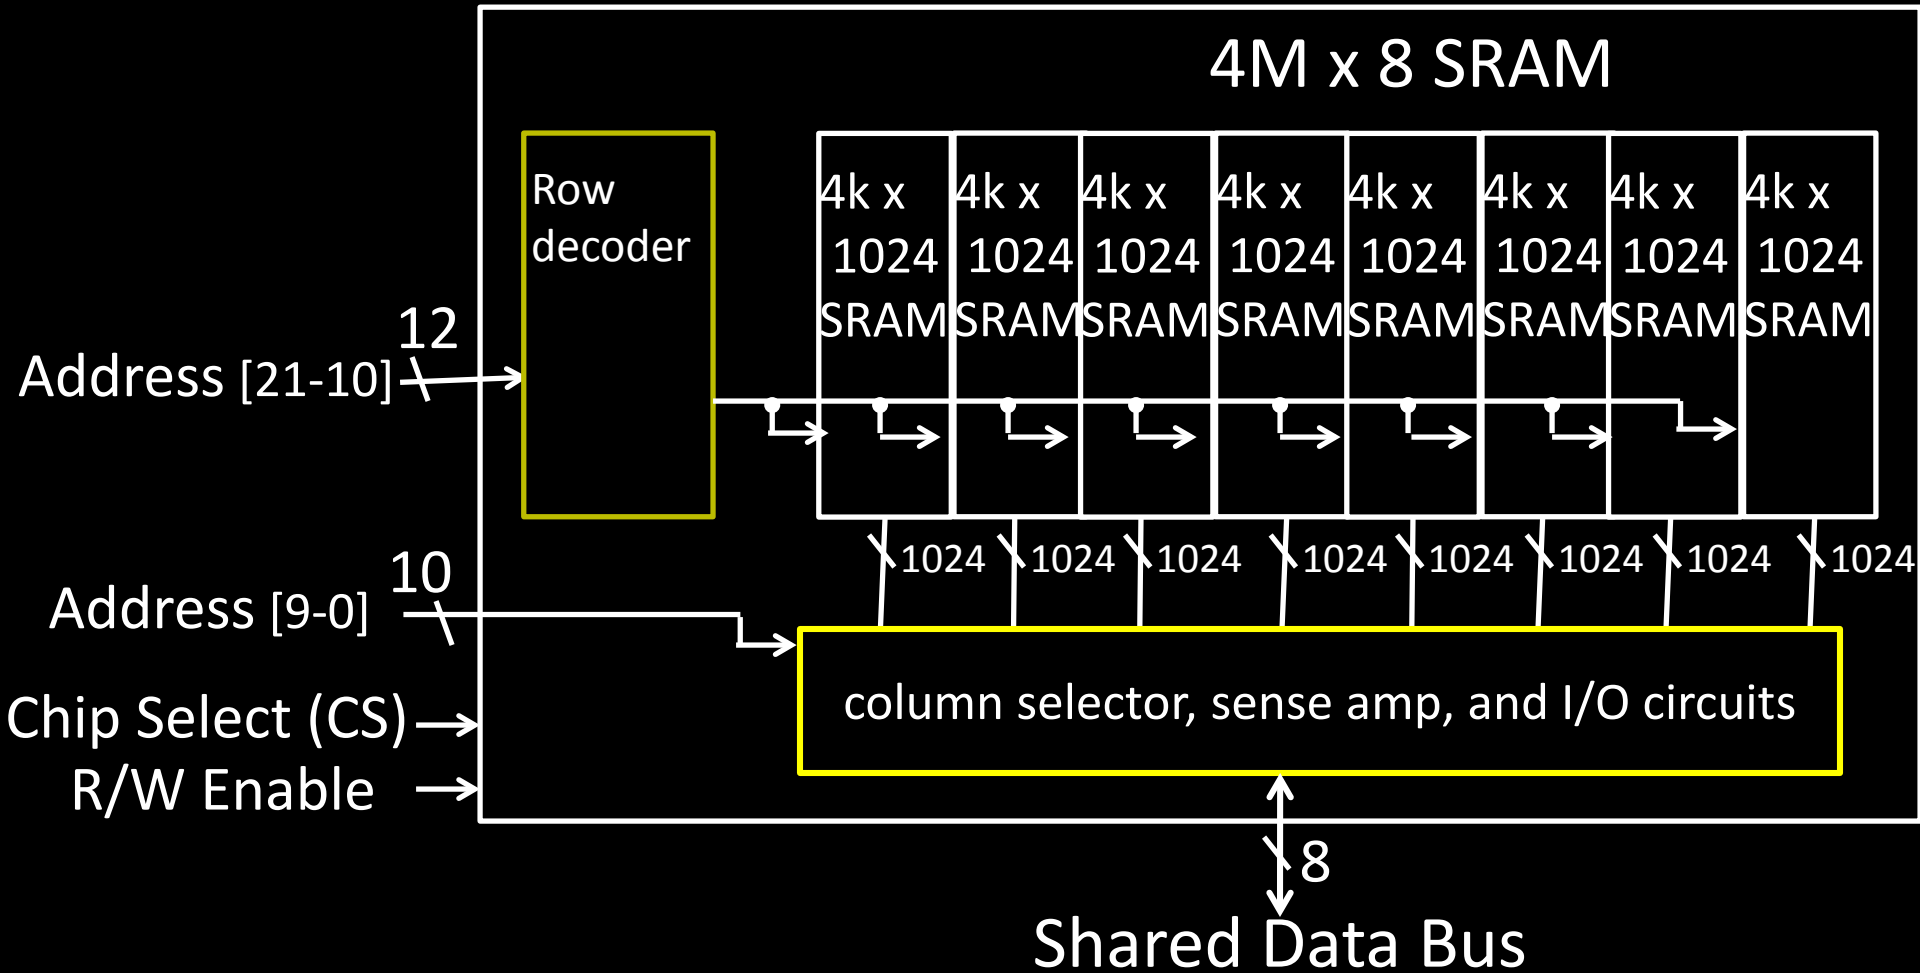 4M x 8 SRAM
Row
decoder
4k x
1024
SRAM
4k x
1024
SRAM
4k x
1024
SRAM
4k x
1024
SRAM
4k x
1024
SRAM
4k x
1024
SRAM
4k x
1024
SRAM
4k x
1024
SRAM
12
Address [21-10]
1024
1024
1024
1024
1024
1024
1024
1024
10
Address [9-0]
column selector, sense amp, and I/O circuits
Chip Select (CS)
R/W Enable
8
Shared Data Bus